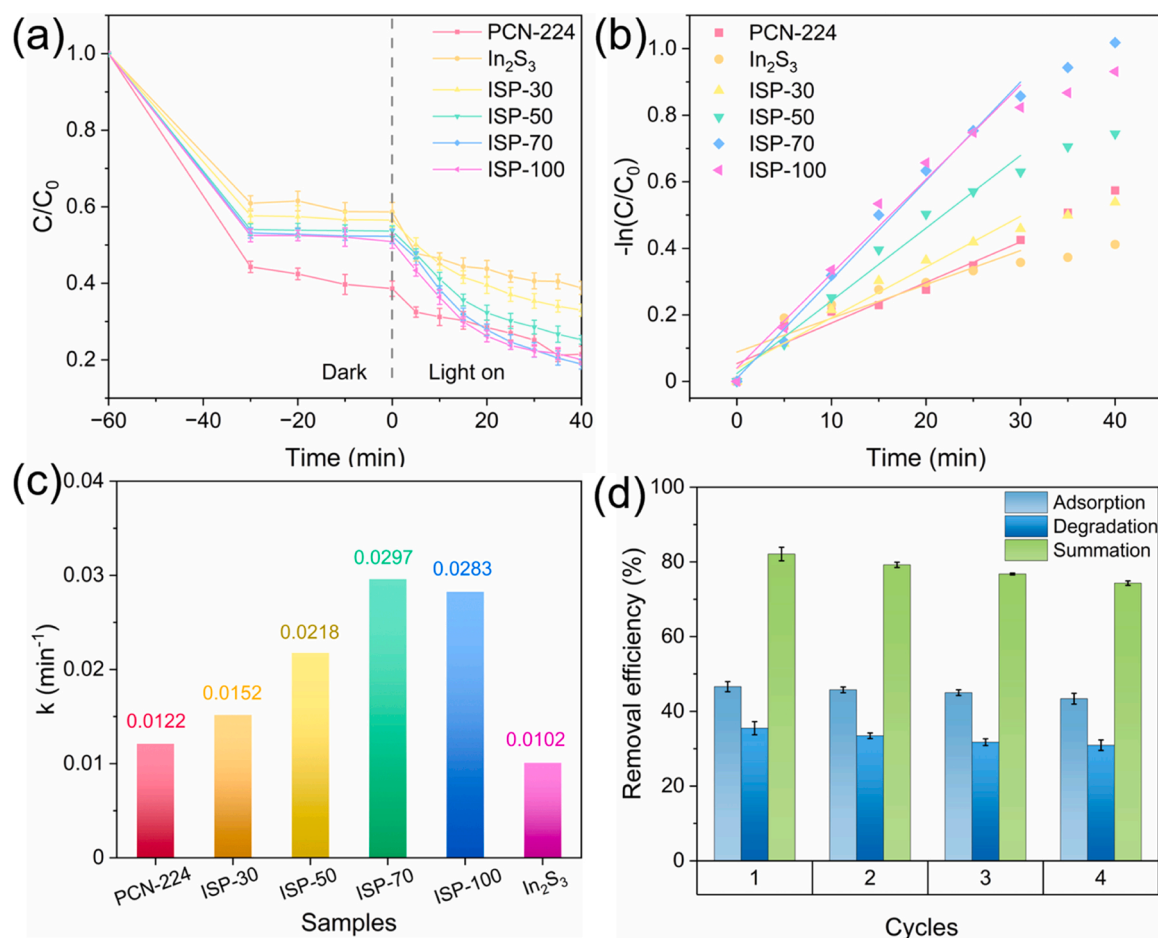 (a)
C/C0
1.0
0.8
0.6
0.4
0.2
PCN-224
In2S3
ISP-30
ISP-50
ISP-70
ISP-100
Dark
Light on
−60
−40
−20
0
20
40
Time (min)
(b)
-ln(C/C0)
1.0
0.8
0.6
0.4
0.2
0
PCN-224
In2S3
ISP-30
ISP-50
ISP-70
ISP-100
0
10
20
30
40
Time (min)
(c)
k (min-1)
0.04
0.03
0.02
0.01
0
0.0122
0.0152
0.0218
0.0297
0.0283
0.0102
PCN-224
ISP-30
ISP-50
ISP-70
ISP-100
In2S3
Samples
(d)
Removal efficiency (%)
100
80
60
40
20
0
Adsorption
Degradation
Summation
1
2
3
4
Cycles